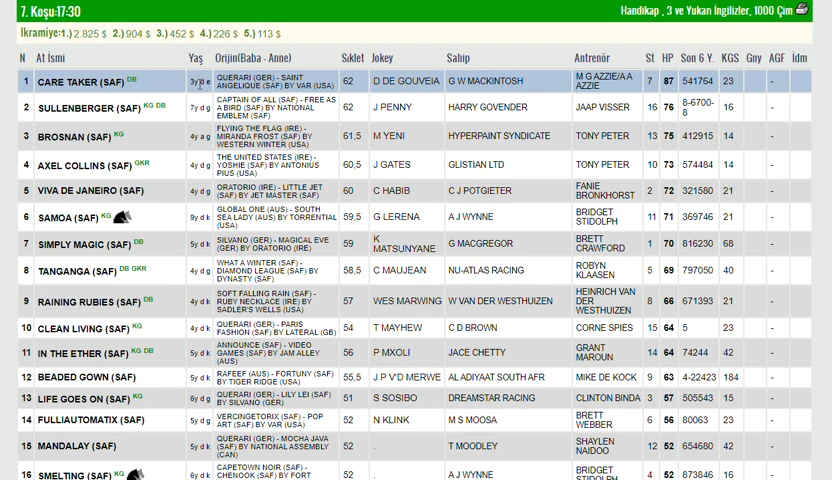 7. Koşu:17:30 Handikap , 3 ve Yukarı İngilizler, 1000 Çim
Ikramiye:1.) 2.825 $ 2.) 904 $ 3.) 452 $ 4.) 226 $ 5.) 113 $
N At İsmi Yaş Orijin(Baba - Anne) Sıklet Jokey Sahip Antrenör St HP Son 6 Y. KGS Gny AGF İdm
1 CARE TAKER (SAF) DB e QUERARI (GER) - SAINT ANGELIQUE (SAF) BY VAR (USA) 62 D DE GOUVEIA G W MACKINTOSH M G AZZIE/A A AZZIE 7 87 541764 23 -
2 SULLENBERGER (SAF) KG DB 7y d g CAPTAIN OF ALL (SAF) - FREE AS A BIRD (SAF) BY NATIONAL EMBLEM (SAF) 62 J PENNY HARRY GOVENDER JAAP VISSER 16 76 8-6700-8 16 -
3 BROSNAN (SAF) KG 4y a g FLYING THE FLAG (IRE) - MIRANDA FROST (SAF) BY WESTERN WINTER (USA) 61,5 M YENI HYPERPAINT SYNDICATE TONY PETER 13 75 412915 14 -
4 AXEL COLLINS (SAF) GKR 4y d g THE UNITED STATES (IRE) - YOSHIE (SAF) BY ANTONIUS PIUS (USA) 60,5 J GATES GLISTIAN LTD TONY PETER 10 73 574484 14 -
5 VIVA DE JANEIRO (SAF) 4y d g ORATORIO (IRE) - LITTLE JET (SAF) BY JET MASTER (SAF) 60 C HABIB C J POTGIETER FANIE BRONKHORST 2 72 321580 21 -
6 SAMOA (SAF) KG 9y d k GLOBAL ONE (AUS) - SOUTH SEA LADY (AUS) BY TORRENTIAL (USA) 59,5 G LERENA A J WYNNE BRIDGET STIDOLPH 11 71 369746 21 -
7 SIMPLY MAGIC (SAF) DB 5y d k SILVANO (GER) - MAGICAL EVE (GER) BY ORATORIO (IRE) 59 K MATSUNYANE G MACGREGOR BRETT CRAWFORD 1 70 816230 68 -
8 TANGANGA (SAF) DB GKR 4y d g WHAT A WINTER (SAF) - DIAMOND LEAGUE (SAF) BY DYNASTY (SAF) 58,5 C MAUJEAN NU-ATLAS RACING ROBYN KLAASEN 5 69 797050 40 -
9 RAINING RUBIES (SAF) DB 4y d k SOFT FALLING RAIN (SAF) - RUBY NECKLACE (IRE) BY SADLER'S WELLS (USA) 57 WES MARWING W VAN DER WESTHUIZEN HEINRICH VAN DER WESTHUIZEN 8 66 671393 21 -
10 CLEAN LIVING (SAF) KG 4y d k QUERARI (GER) - PARIS FASHION (SAF) BY LATERAL (GB) 54 T MAYHEW C D BROWN CORNE SPIES 15 64 5 23 -
11 IN THE ETHER (SAF) KG DB 5y d k ANNOUNCE (SAF) - VIDEO GAMES (SAF) BY JAM ALLEY (AUS) 56 P MXOLI JACE CHETTY GRANT MAROUN 14 64 74244 42 -
12 BEADED GOWN (SAF) 5y d k RAFEEF (AUS) - FORTUNY (SAF) BY TIGER RIDGE (USA) 55,5 J P V'D MERWE AL ADIYAAT SOUTH AFR MIKE DE KOCK 9 63 4-22423 184 -
13 LIFE GOES ON (SAF) KG 6y d g QUERARI (GER) - LILY LEI (SAF) BY SILVANO (GER) 51 S SOSIBO DREAMSTAR RACING CLINTON BINDA 3 57 505543 15 -
14 FULLIAUTOMATIX (SAF) 5y d g VERCINGETORIX (SAF) - POP ART (SAF) BY VAR (USA) 52 N KLINK M S MOOSA BRETT WEBBER 6 56 80063 23 -
15 MANDALAY (SAF) 5y d k QUERARI (GER) - MOCHA JAVA (SAF) BY NATIONAL ASSEMBLY (CAN) 52 . T MOODLEY SHAYLEN NAIDOO 12 52 654680 42 -
16 SMELTING (SAF) KG 6y d k CAPETOWN NOIR (SAF) - CHENOOK (SAF) BY FORT 52 . A J WYNNE BRIDGET STIDOLPH 4 52 873846 16 -